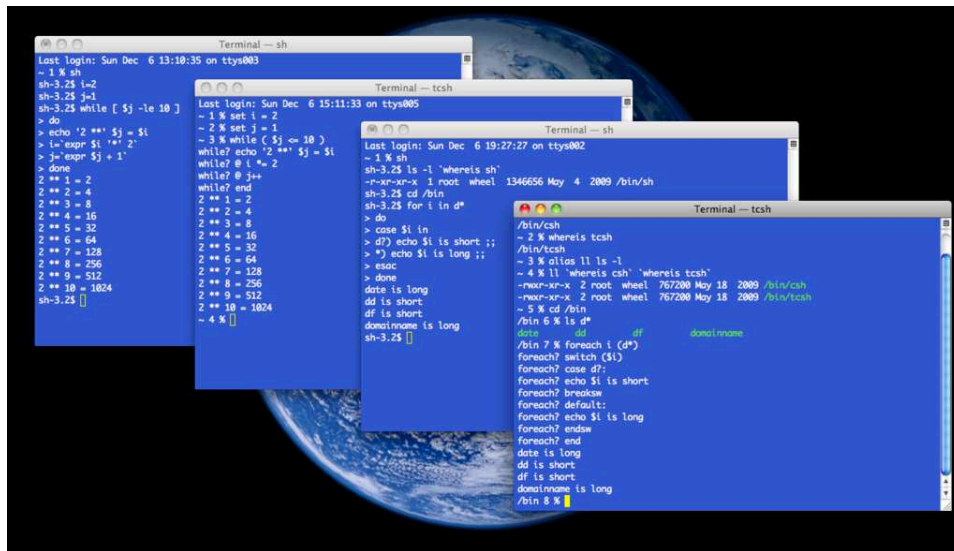 Terminal — sh
Last login: Sun Dec  6 13:10:35 on ttys003
~ 1 % sh
sh-3.2$ i=2
sh-3.2$ j=1
sh-3.2$ while [ $j -le 10 ]
> do
> echo '2 **' $j = $i
> i=`expr $i '*' 2`
> j=`expr $j + 1`
> done
2 ** 1 = 2
2 ** 2 = 4
2 ** 3 = 8
2 ** 4 = 16
2 ** 5 = 32
2 ** 6 = 64
2 ** 7 = 128
2 ** 8 = 256
2 ** 9 = 512
2 ** 10 = 1024
sh-3.2$
Terminal — tcsh
Last login: Sun Dec  6 15:11:33 on ttys005
~ 1 % set i = 2
~ 2 % set j = 1
~ 3 % while ( $j <= 10 )
while? echo '2 **' $j = $i
while? @ i *= 2
while? @ j++
while? end
2 ** 1 = 2
2 ** 2 = 4
2 ** 3 = 8
2 ** 4 = 16
2 ** 5 = 32
2 ** 6 = 64
2 ** 7 = 128
2 ** 8 = 256
2 ** 9 = 512
2 ** 10 = 1024
~ 4 %
Terminal — sh
Last login: Sun Dec  6 19:27:27 on ttys002
~ 1 % sh
sh-3.2$ ls -l `whereis sh`
-r-xr-xr-x  1 root  wheel  1346656 May  4  2009 /bin/sh
sh-3.2$ cd /bin
sh-3.2$ for i in d*
> do
> case $i in
> d?) echo $i is short ;;
> *) echo $i is long ;;
> esac
> done
date is long
dd is short
df is short
domainname is long
sh-3.2$
Terminal — tcsh
/bin/csh
~ 2 % whereis tcsh
/bin/tcsh
~ 3 % alias ll ls -l
~ 4 % ll `whereis csh` `whereis tcsh`
-rwxr-xr-x  2 root  wheel  767200 May 18  2009 /bin/csh
-rwxr-xr-x  2 root  wheel  767200 May 18  2009 /bin/tcsh
~ 5 % cd /bin
/bin 6 % ls d*
date       dd         df         domainname
/bin 7 % foreach i (d*)
foreach? switch ($i)
foreach? case d?:
foreach? echo $i is short
foreach? breaksw
foreach? default:
foreach? echo $i is long
foreach? endsw
foreach? end
date is long
dd is short
df is short
domainname is long
/bin 8 %